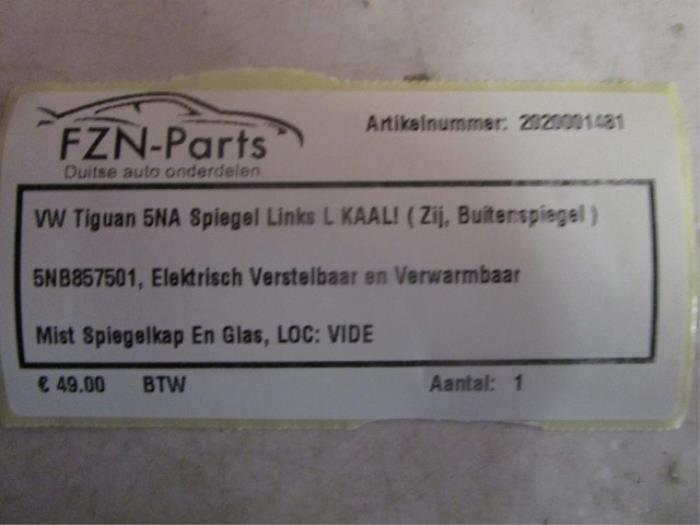 FZN-Parts
Duitse auto onderdelen
Artikelnummer: 2020001481
VW Tiguan 5NA Spiegel Links L KAAL! ( Zij, Buitenspiegel )
5NB857501, Elektrisch Verstelbaar en Verwarmbaar
Mist Spiegelkap En Glas, LOC: VIDE
€ 49.00 BTW Aantal: 1